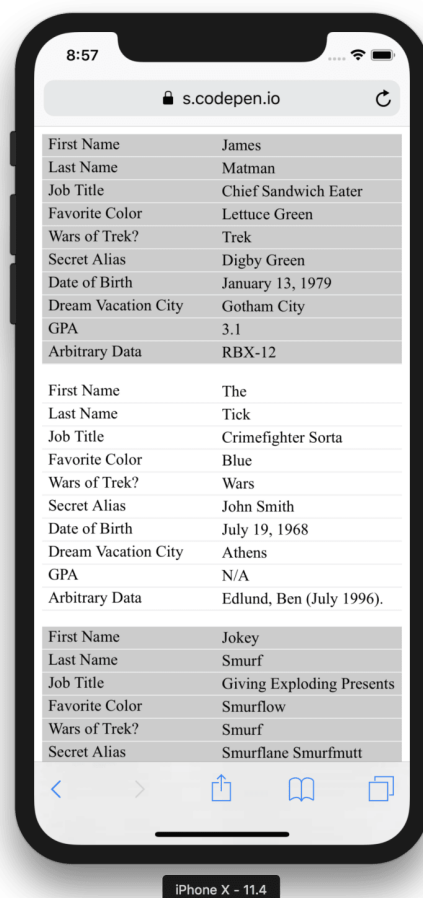 8:57
s.codepen.io
First Name James
Last Name Matman
Job Title Chief Sandwich Eater
Favorite Color Lettuce Green
Wars of Trek? Trek
Secret Alias Digby Green
Date of Birth January 13, 1979
Dream Vacation City Gotham City
GPA 3.1
Arbitrary Data RBX-12
First Name The
Last Name Tick
Job Title Crimefighter Sorta
Favorite Color Blue
Wars of Trek? Wars
Secret Alias John Smith
Date of Birth July 19, 1968
Dream Vacation City Athens
GPA N/A
Arbitrary Data Edlund, Ben (July 1996).
First Name Jokey
Last Name Smurf
Job Title Giving Exploding Presents
Favorite Color Smurflow
Wars of Trek? Smurf
Secret Alias Smurflane Smurfmutt
iPhone X - 11.4